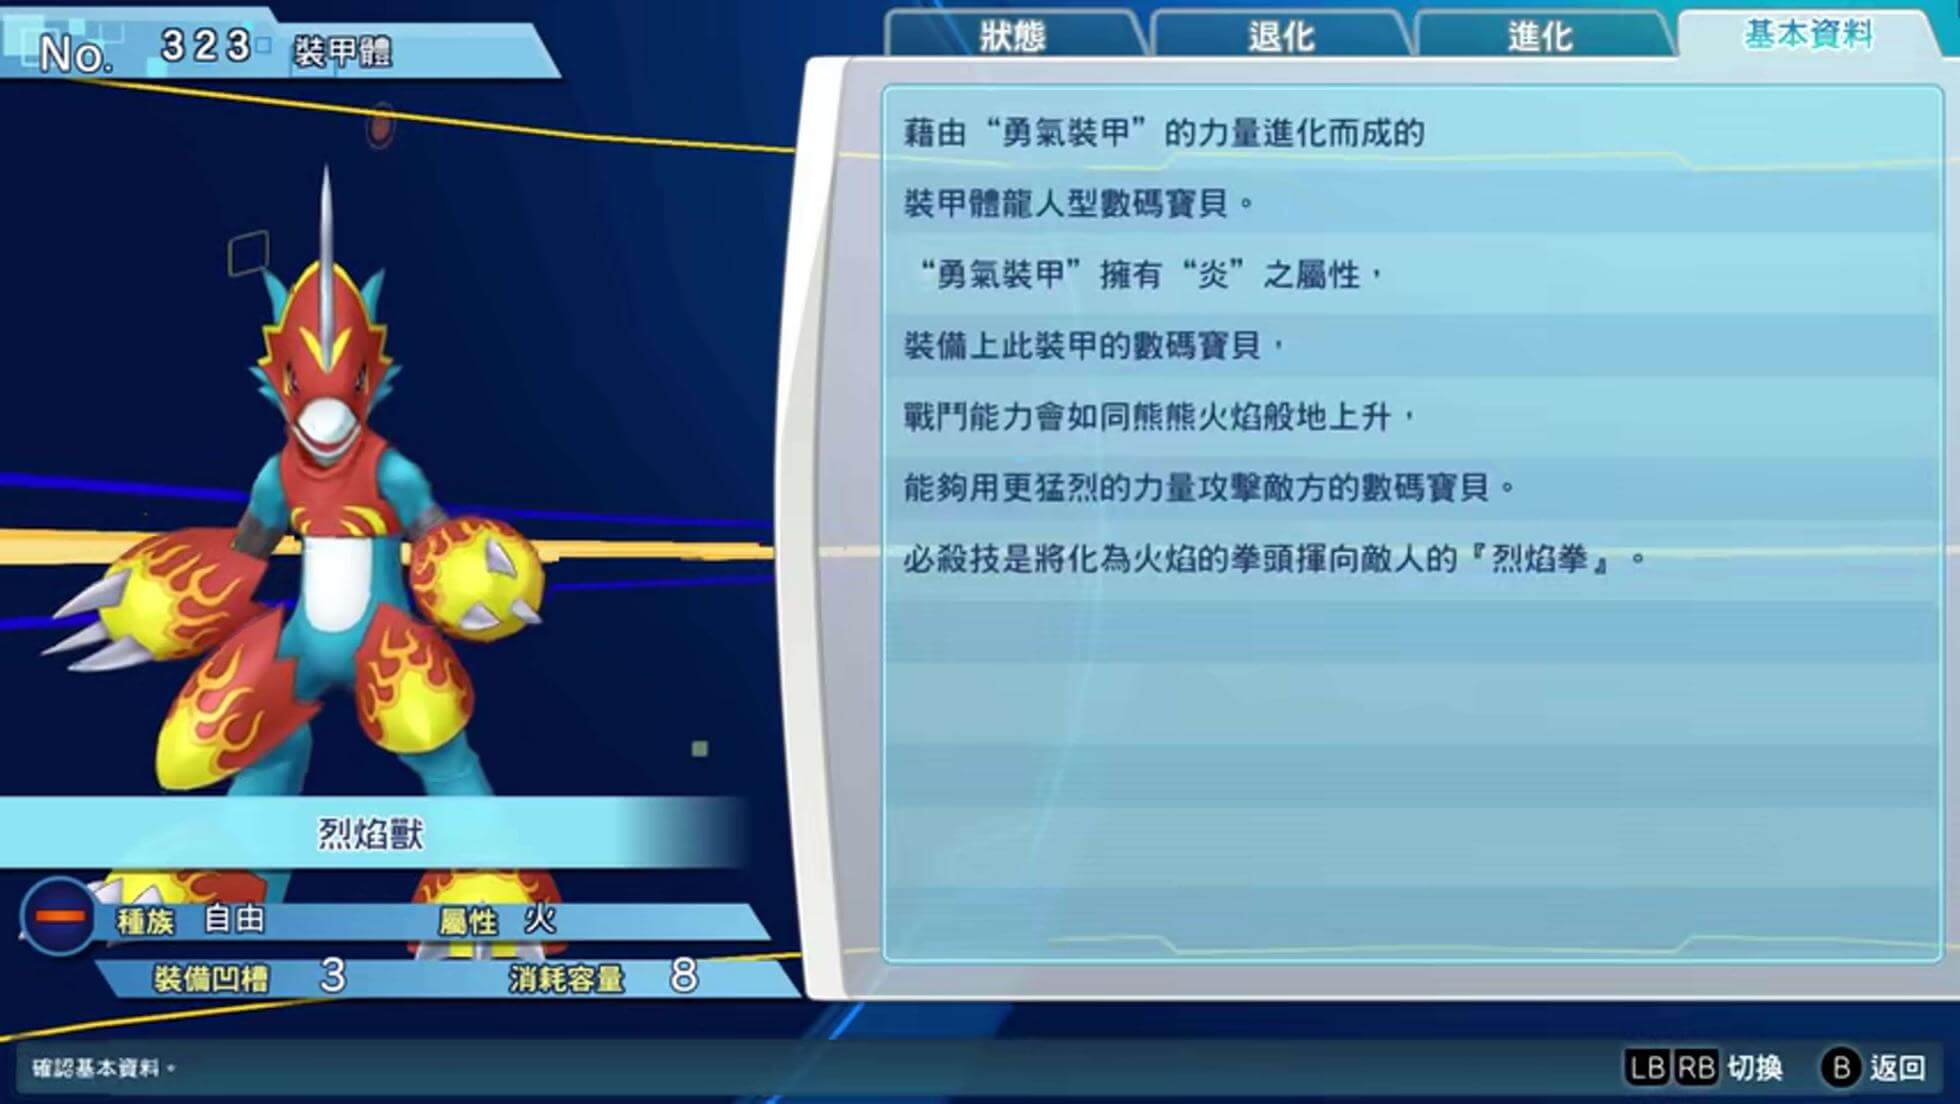 No. 323 裝甲體
狀態 退化 進化 基本資料
藉由“勇氣裝甲”的力量進化而成的
裝甲體龍人型數碼寶貝。
“勇氣裝甲”擁有“炎”之屬性，
裝備上此裝甲的數碼寶貝，
戰鬥能力會如同熊熊火焰般地上升，
能夠用更猛烈的力量攻擊敵方的數碼寶貝。
必殺技是將化為火焰的拳頭揮向敵人的『烈焰拳』。
烈焰獸
種族 自由 屬性 火
裝備凹槽 3 消耗容量 8
確認基本資料。
LB RB 切換 B 返回